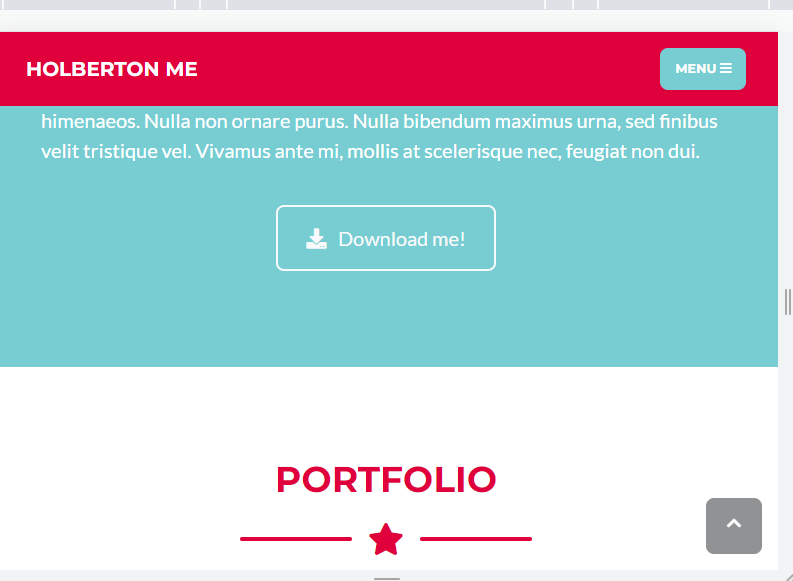 HOLBERTON ME
MENU
himenaeos. Nulla non ornare purus. Nulla bibendum maximus urna, sed finibus
velit tristique vel. Vivamus ante mi, mollis at scelerisque nec, feugiat non dui.
Download me!
PORTFOLIO